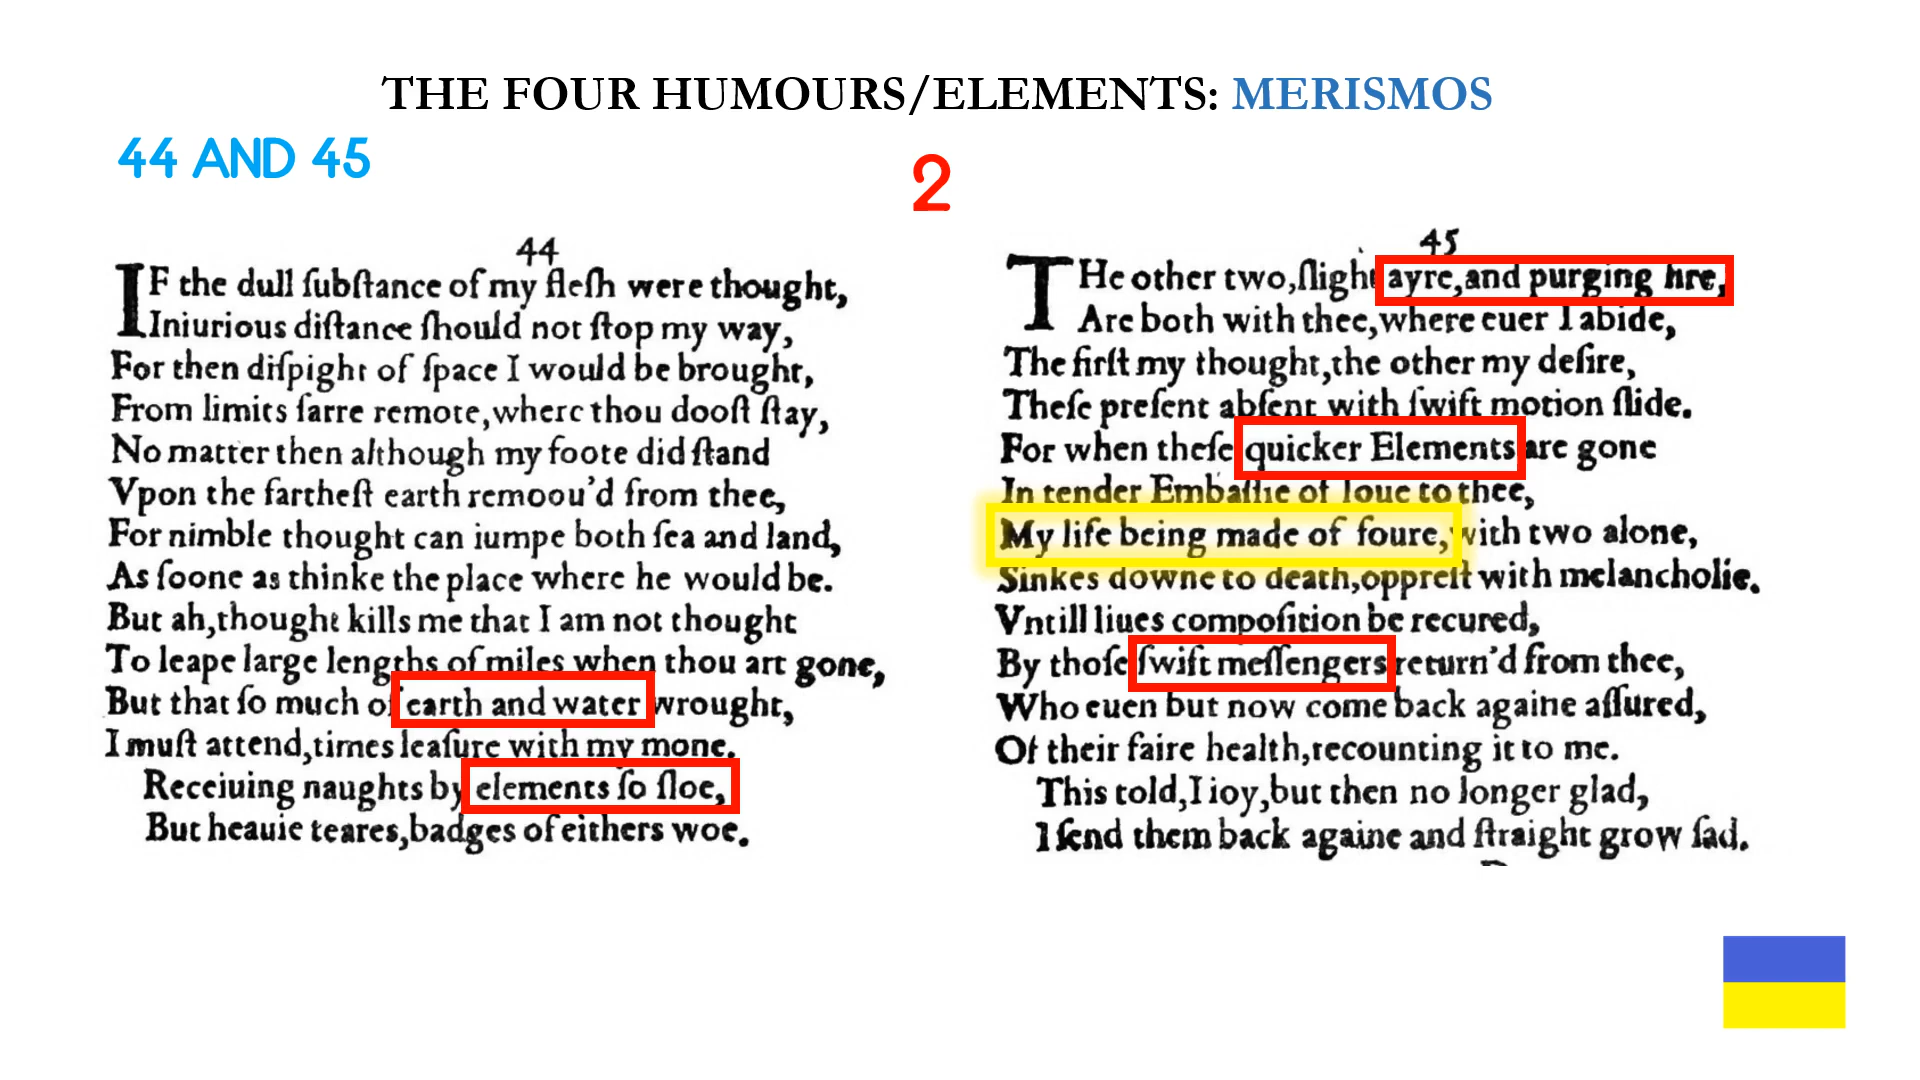 THE FOUR HUMOURS/ELEMENTS: MERISMOS
44 AND 45
2
44
IF the dull ſubſtance of my fleſh were thought,
Iniurious diſtance ſhould not ſtop my way,
For then diſpight of ſpace I would be brought,
From limits farre remote,where thou dooſt ſtay,
No matter then although my foote did ſtand
Vpon the fartheſt earth remoou'd from thee,
For nimble thought can iumpe both ſea and land,
As ſoone as thinke the place where he would be.
But ah,thought kills me that I am not thought
To leape large lengths of miles when thou art gone,
But that ſo much of earth and water wrought,
I muſt attend,times leaſure with my mone.
Receiuing naughts by elements ſo ſloe,
But heauie teares,badges of eithers woe.
45
THe other two,ſlight ayre,and purging fire,
Are both with thee,where euer I abide,
The firſt my thought,the other my deſire,
Theſe preſent abſent with ſwift motion ſlide.
For when theſe quicker Elements are gone
In tender Embaſſie of loue to thee,
My life being made of foure,with two alone,
Sinkes downe to death,oppreſt with melancholie.
Vntill liues compoſition be recured,
By thoſe ſwift meſſengers return'd from thee,
Who euen but now come back againe aſſured,
Of their faire health,recounting it to me.
This told,I ioy,but then no longer glad,
I ſend them back againe and ſtraight grow ſad.